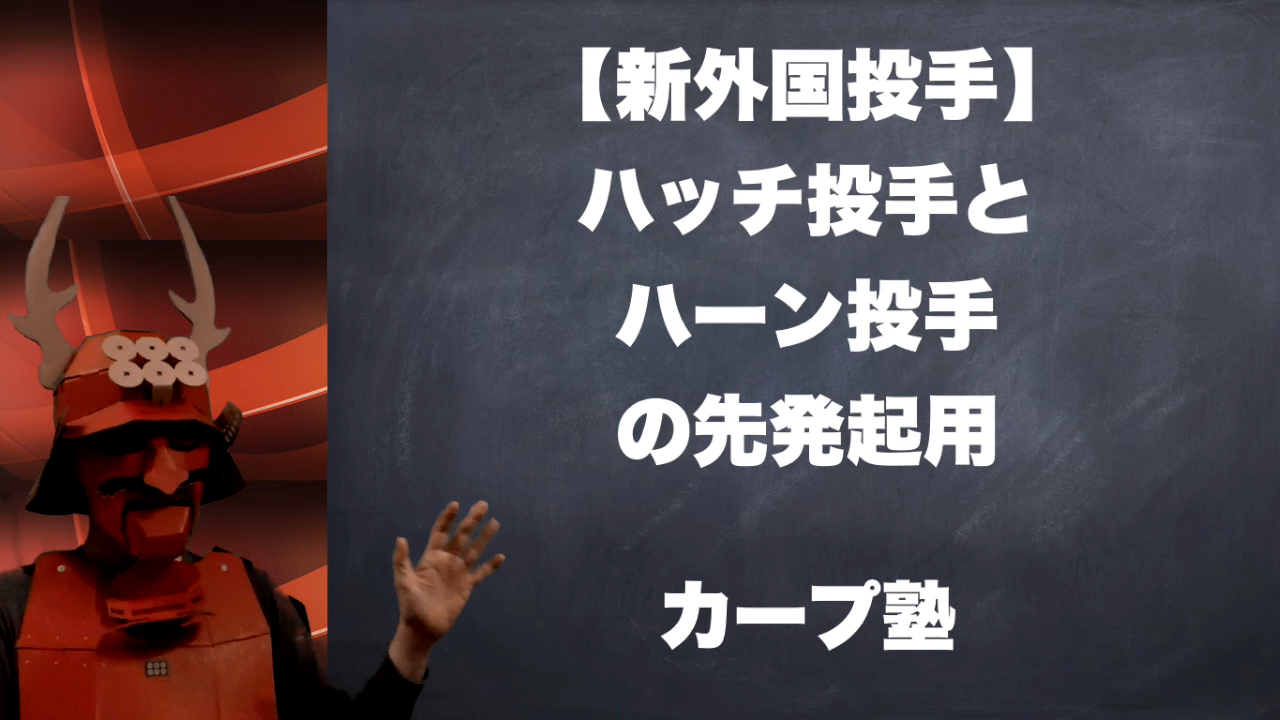 【新外国投手】
ハッチ投手と
ハーン投手
の先発起用
カープ塾